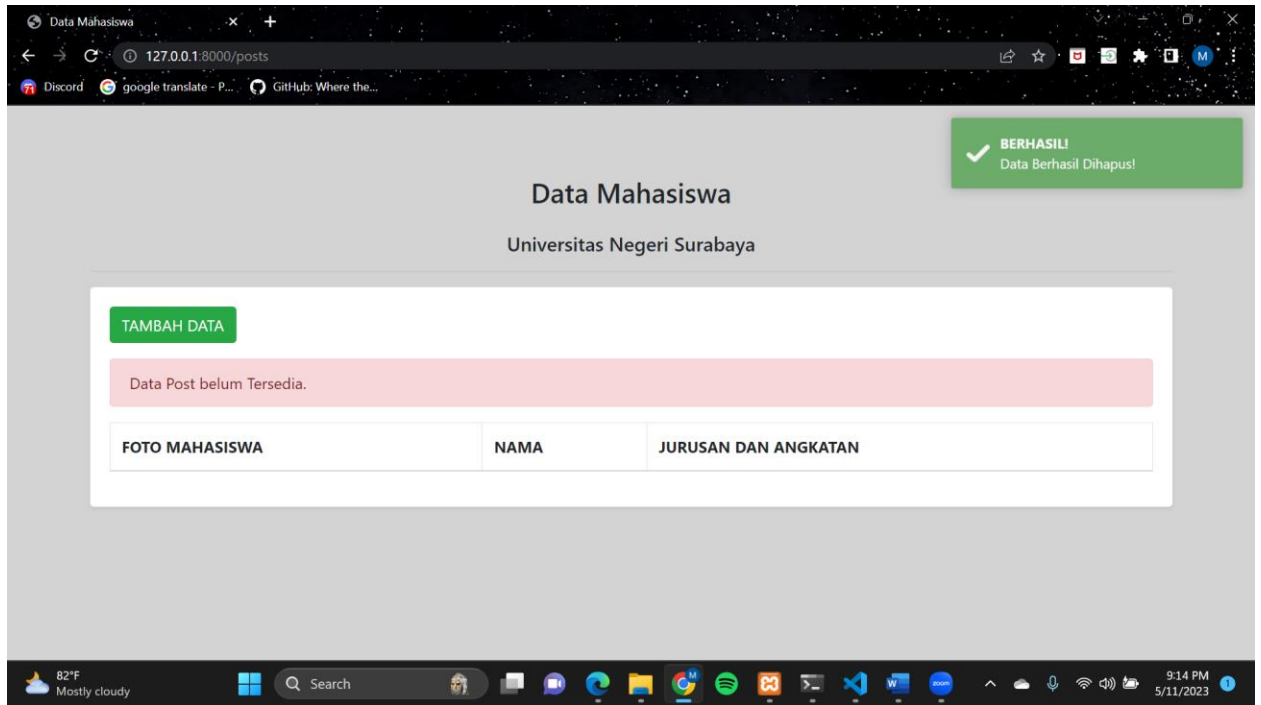 Data Mahasiswa
127.0.0.1:8000/posts
M
Discord
google translate - P...
GitHub: Where the...
BERHASIL!
Data Berhasil Dihapus!
Data Mahasiswa
Universitas Negeri Surabaya
TAMBAH DATA
Data Post belum Tersedia.
FOTO MAHASISWA NAMA JURUSAN DAN ANGKATAN
82°F
Mostly cloudy
Search
M
W
zoom
9:14 PM
5/11/2023
1